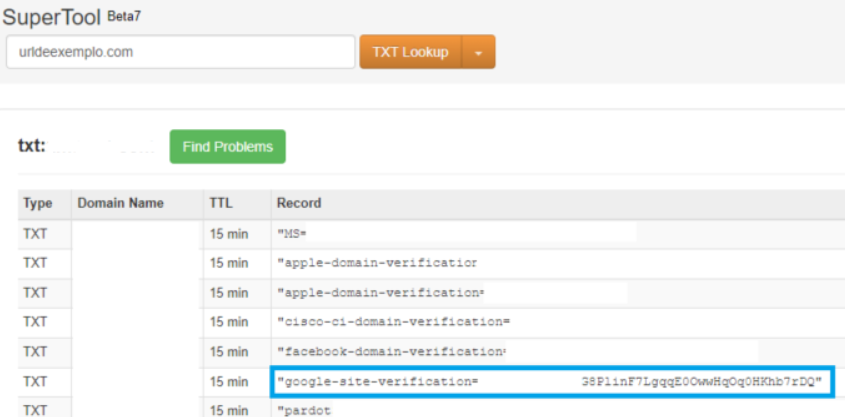 SuperTool Beta7
urldeexemplo.com TXT Lookup
txt: Find Problems
Type Domain Name TTL Record
TXT 15 min "MS=
TXT 15 min "apple-domain-verification
TXT 15 min "apple-domain-verification=
TXT 15 min "cisco-ci-domain-verification=
TXT 15 min "facebook-domain-verification
TXT 15 min "google-site-verification= G8PlinF7LgqqE0OwwHqOq0HKhb7rDQ"
TXT 15 min "pardot